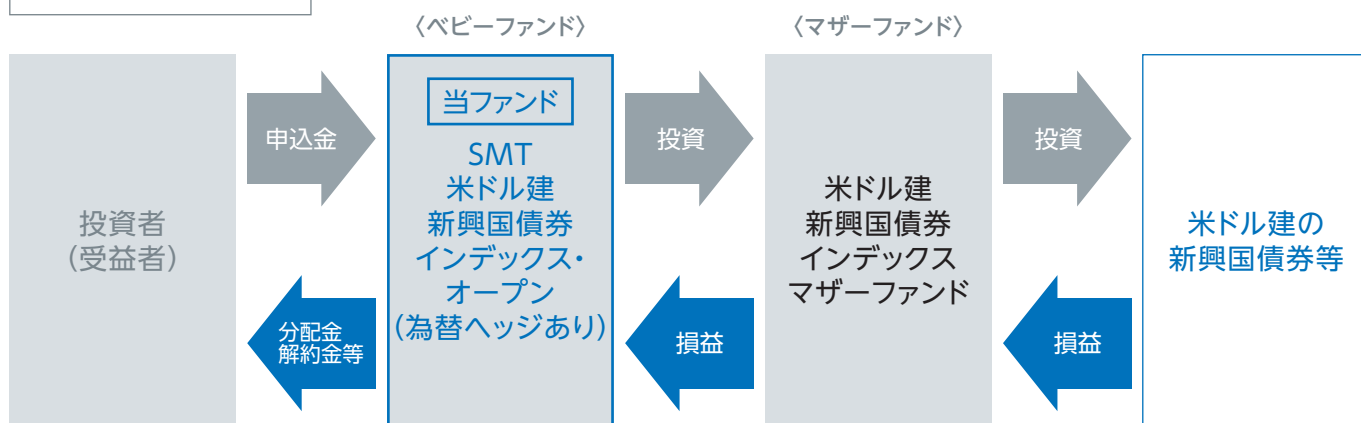 〈ベビーファンド〉
〈マザーファンド〉
投資者
（受益者）
申込金
分配金
解約金等
当ファンド
SMT
米ドル建
新興国債券
インデックス・
オープン
（為替ヘッジあり）
投資
損益
米ドル建
新興国債券
インデックス
マザーファンド
投資
損益
米ドル建の
新興国債券等